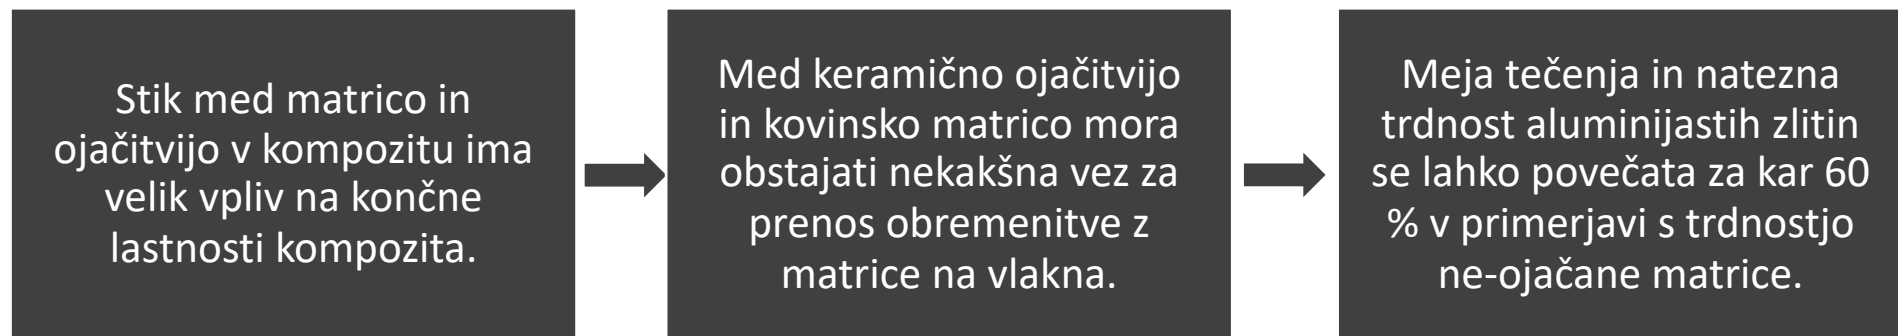 Stik med matrico in
ojačitvijo v kompozitu ima
velik vpliv na končne
lastnosti kompozita.
Med keramično ojačitvijo
in kovinsko matrico mora
obstajati nekakšna vez za
prenos obremenitve z
matrice na vlakna.
Meja tečenja in natezna
trdnost aluminijastih zlitin
se lahko povečata za kar 60
% v primerjavi s trdnostjo
ne-ojačane matrice.